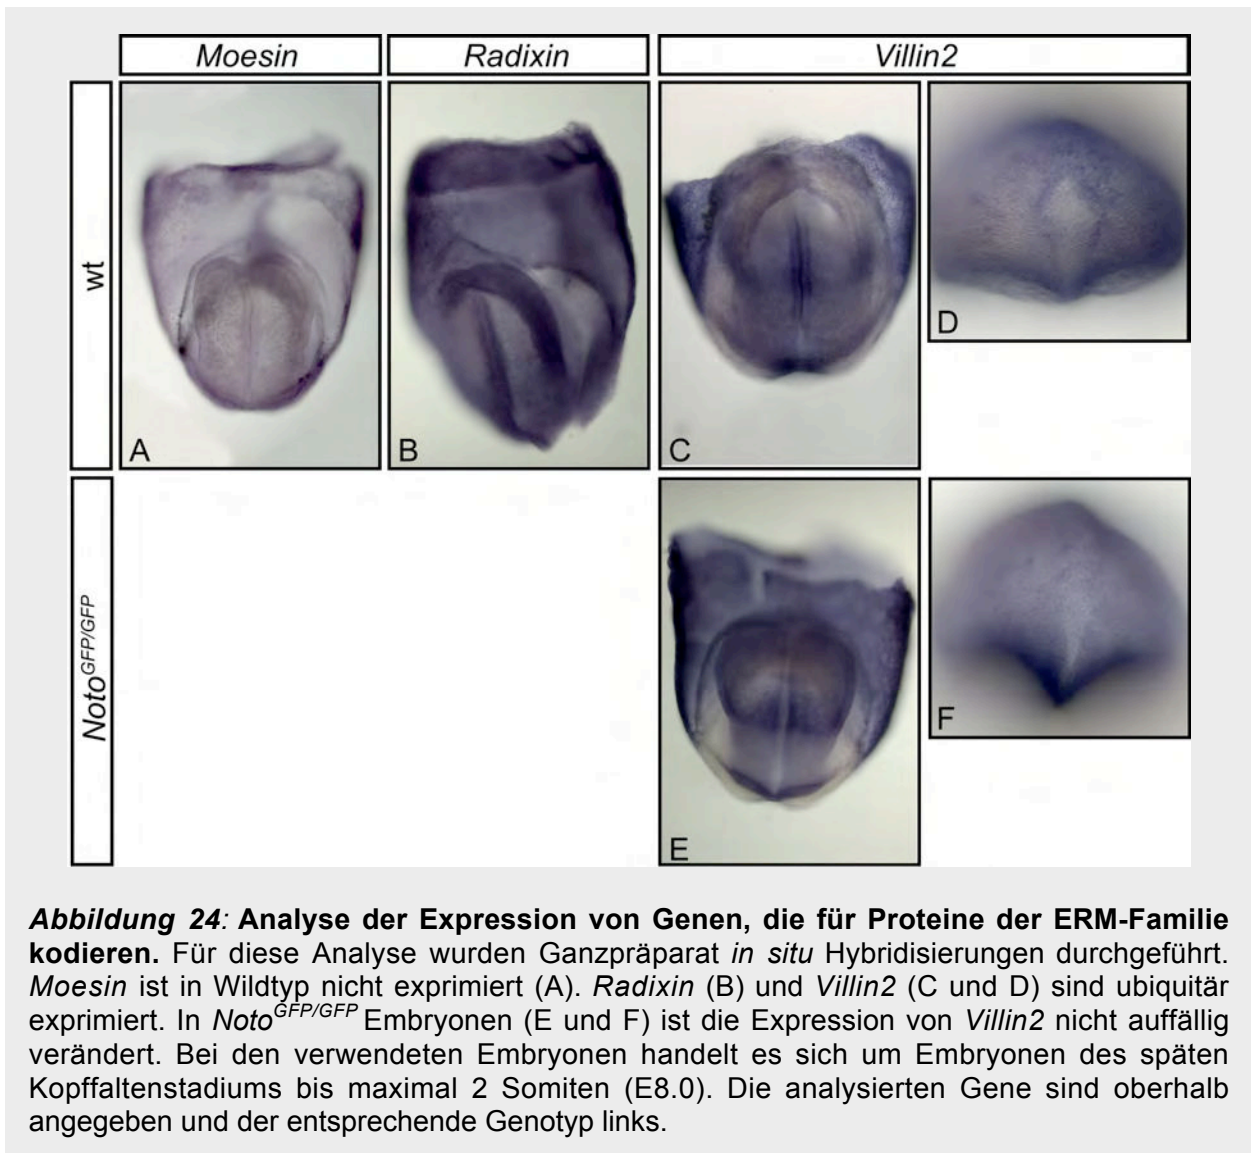 Moesin Radixin Villin2
wt
A B C D
Noto^GFP/GFP
E F
Abbildung 24: Analyse der Expression von Genen, die für Proteine der ERM-Familie
kodieren. Für diese Analyse wurden Ganzpräparat in situ Hybridisierungen durchgeführt.
Moesin ist in Wildtyp nicht exprimiert (A). Radixin (B) und Villin2 (C und D) sind ubiquitär
exprimiert. In Noto^GFP/GFP Embryonen (E und F) ist die Expression von Villin2 nicht auffällig
verändert. Bei den verwendeten Embryonen handelt es sich um Embryonen des späten
Kopffaltenstadiums bis maximal 2 Somiten (E8.0). Die analysierten Gene sind oberhalb
angegeben und der entsprechende Genotyp links.